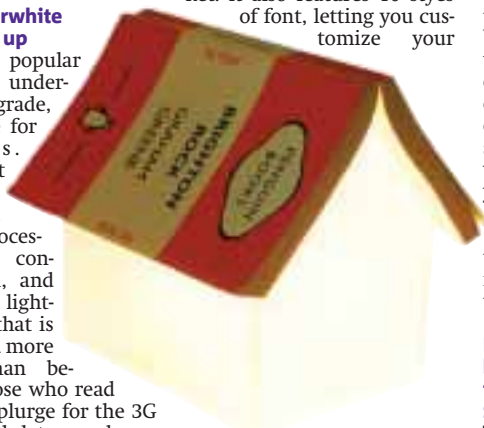 rwhite
up
popular
under-
grade,
for
s.
t
oces-
con-
, and
light-
that is
more
han be-
ose who read
plurge for the 3G
of font, letting you cus-
tomize your
BRIGHTON
ROCK
GRAHAM
GREENE
PENGUIN
BOOKS